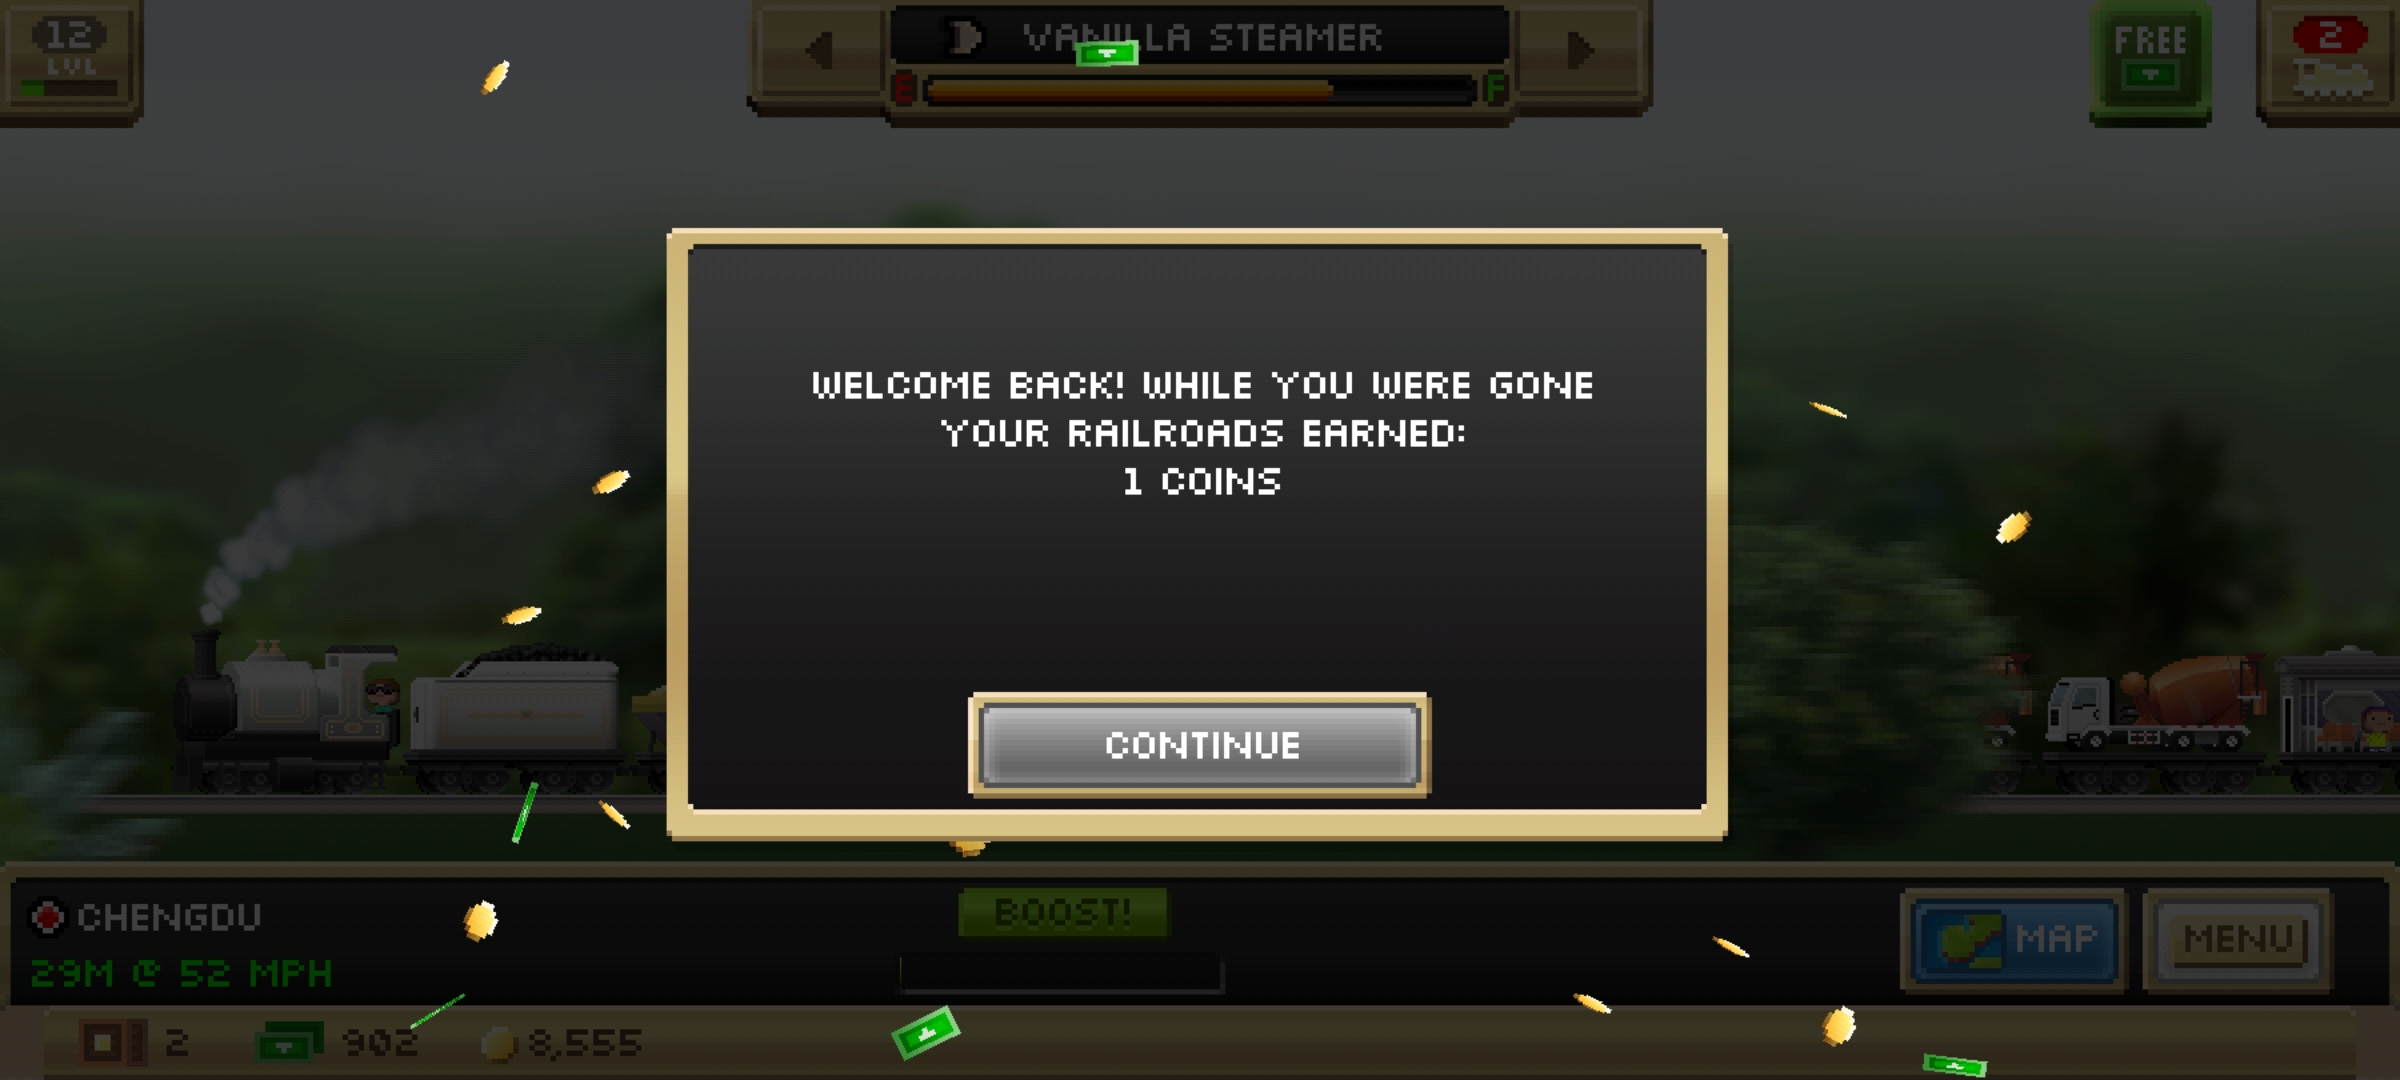 12
LVL
VANILLA STEAMER
E
F
FREE
2
WELCOME BACK! WHILE YOU WERE GONE
YOUR RAILROADS EARNED:
1 COINS
CONTINUE
CHENGDU
29M @ 52 MPH
BOOST!
MAP
MENU
2
902
8,555